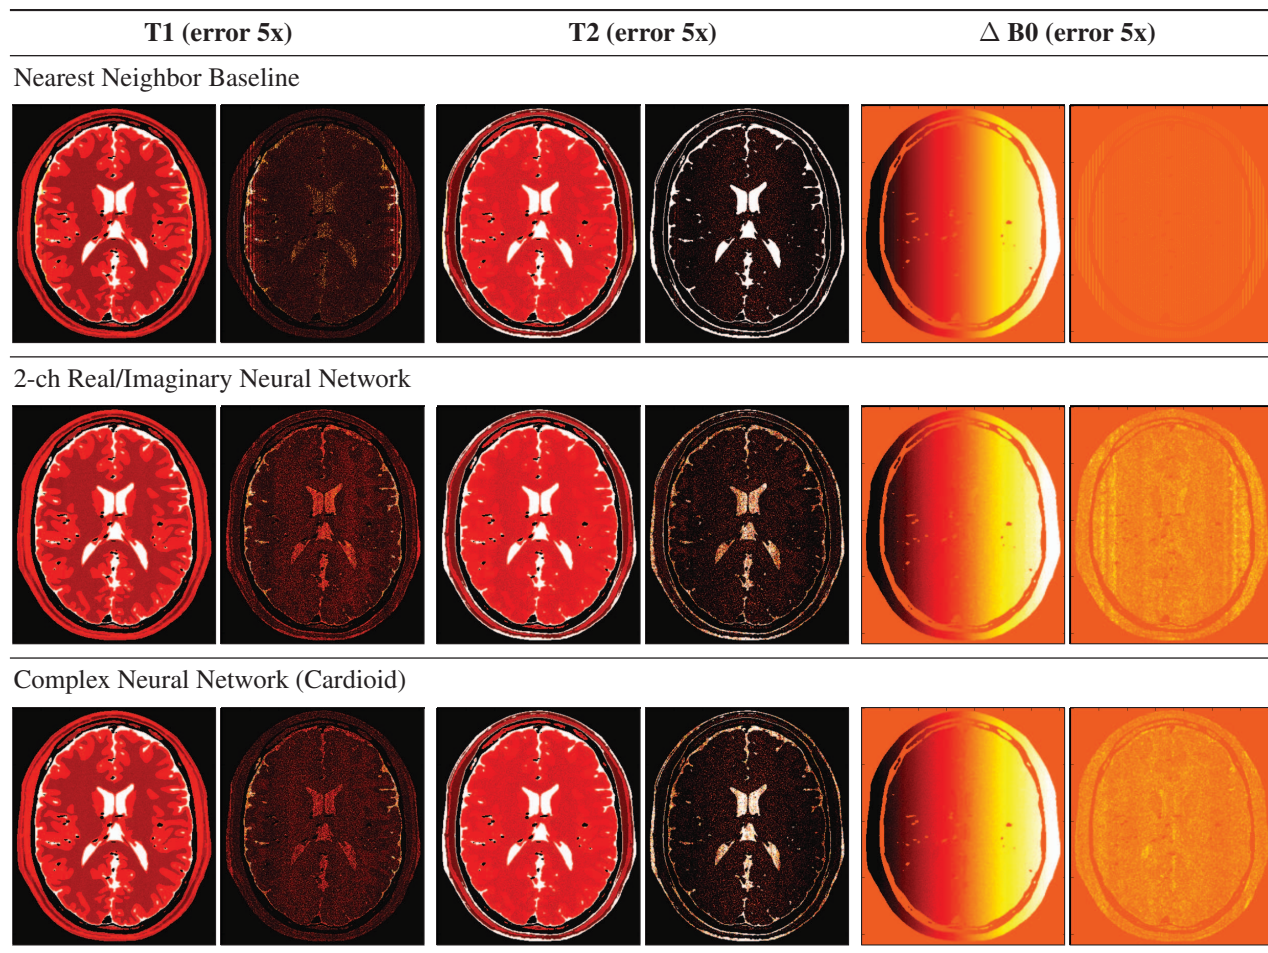 T1 (error 5x) T2 (error 5x) Δ B0 (error 5x)
Nearest Neighbor Baseline
2-ch Real/Imaginary Neural Network
Complex Neural Network (Cardioid)